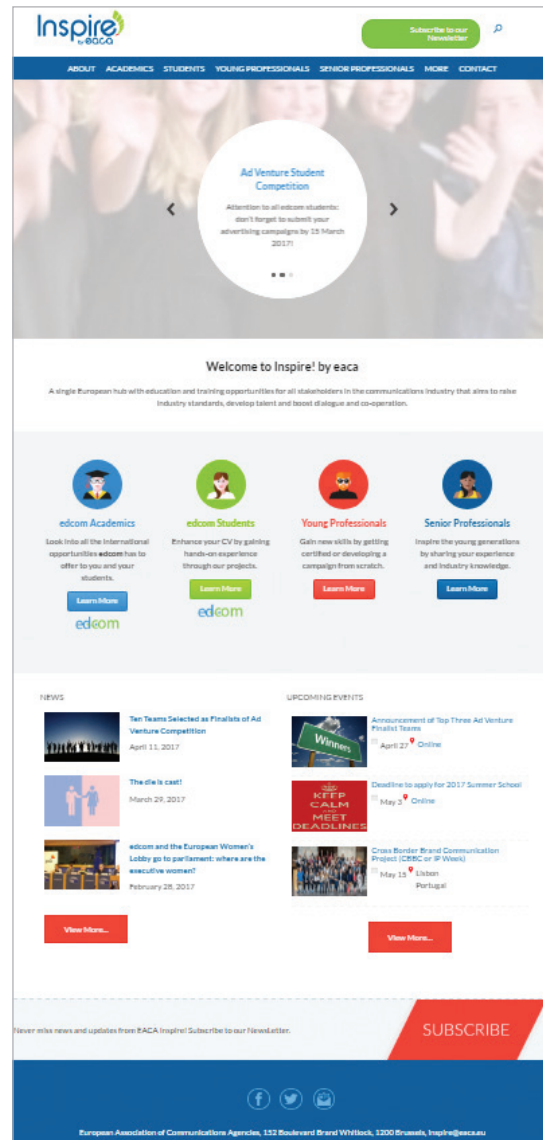 Inspire
by eaca
Subscribe to our
Newsletter
ABOUT ACADEMICS STUDENTS YOUNG PROFESSIONALS SENIOR PROFESSIONALS MORE CONTACT
Ad Venture Student
Competition
Attention to all edcom students:
don't forget to submit your
advertising campaigns by 15 March
2017!
Welcome to Inspire! by eaca
A single European hub with education and training opportunities for all stakeholders in the communications industry that aims to raise
industry standards, develop talent and boost dialogue and co-operation.
edcom Academics
Look into all the international
opportunities edcom has to
offer to you and your
students.
Learn More
edcom
edcom Students
Enhance your CV by gaining
hands-on experience
through our projects.
Learn More
edcom
Young Professionals
Gain new skills by getting
certified or developing a
campaign from scratch.
Learn More
Senior Professionals
Inspire the young generations
by sharing your experience
and industry knowledge.
Learn More
NEWS
Ten Teams Selected as Finalists of Ad
Venture Competition
April 11, 2017
The die is cast!
March 29, 2017
edcom and the European Women's
Lobby go to parliament: where are the
executive women?
February 28, 2017
View More...
UPCOMING EVENTS
Winners
Announcement of Top Three Ad Venture
Finalist Teams
April 27 Online
KEEP
CALM
AND
MEET
DEADLINES
Deadline to apply for 2017 Summer School
May 3 Online
Cross Border Brand Communication
Project (CBBC or IP Week)
May 15 Lisbon
Portugal
View More...
Never miss news and updates from EACA Inspire! Subscribe to our Newsletter.
SUBSCRIBE
European Association of Communications Agencies, 152 Boulevard Brand Whitlock, 1200 Brussels, inspire@eaca.eu